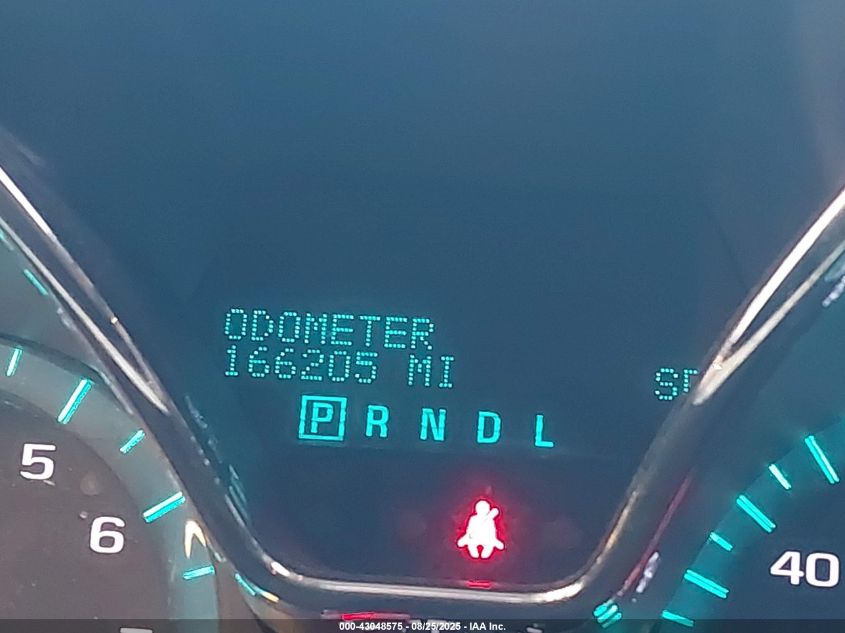 ODOMETER
166205 MI
P R N D L
5
6
40
000-43048575 - 08/25/2025 - IAA Inc.